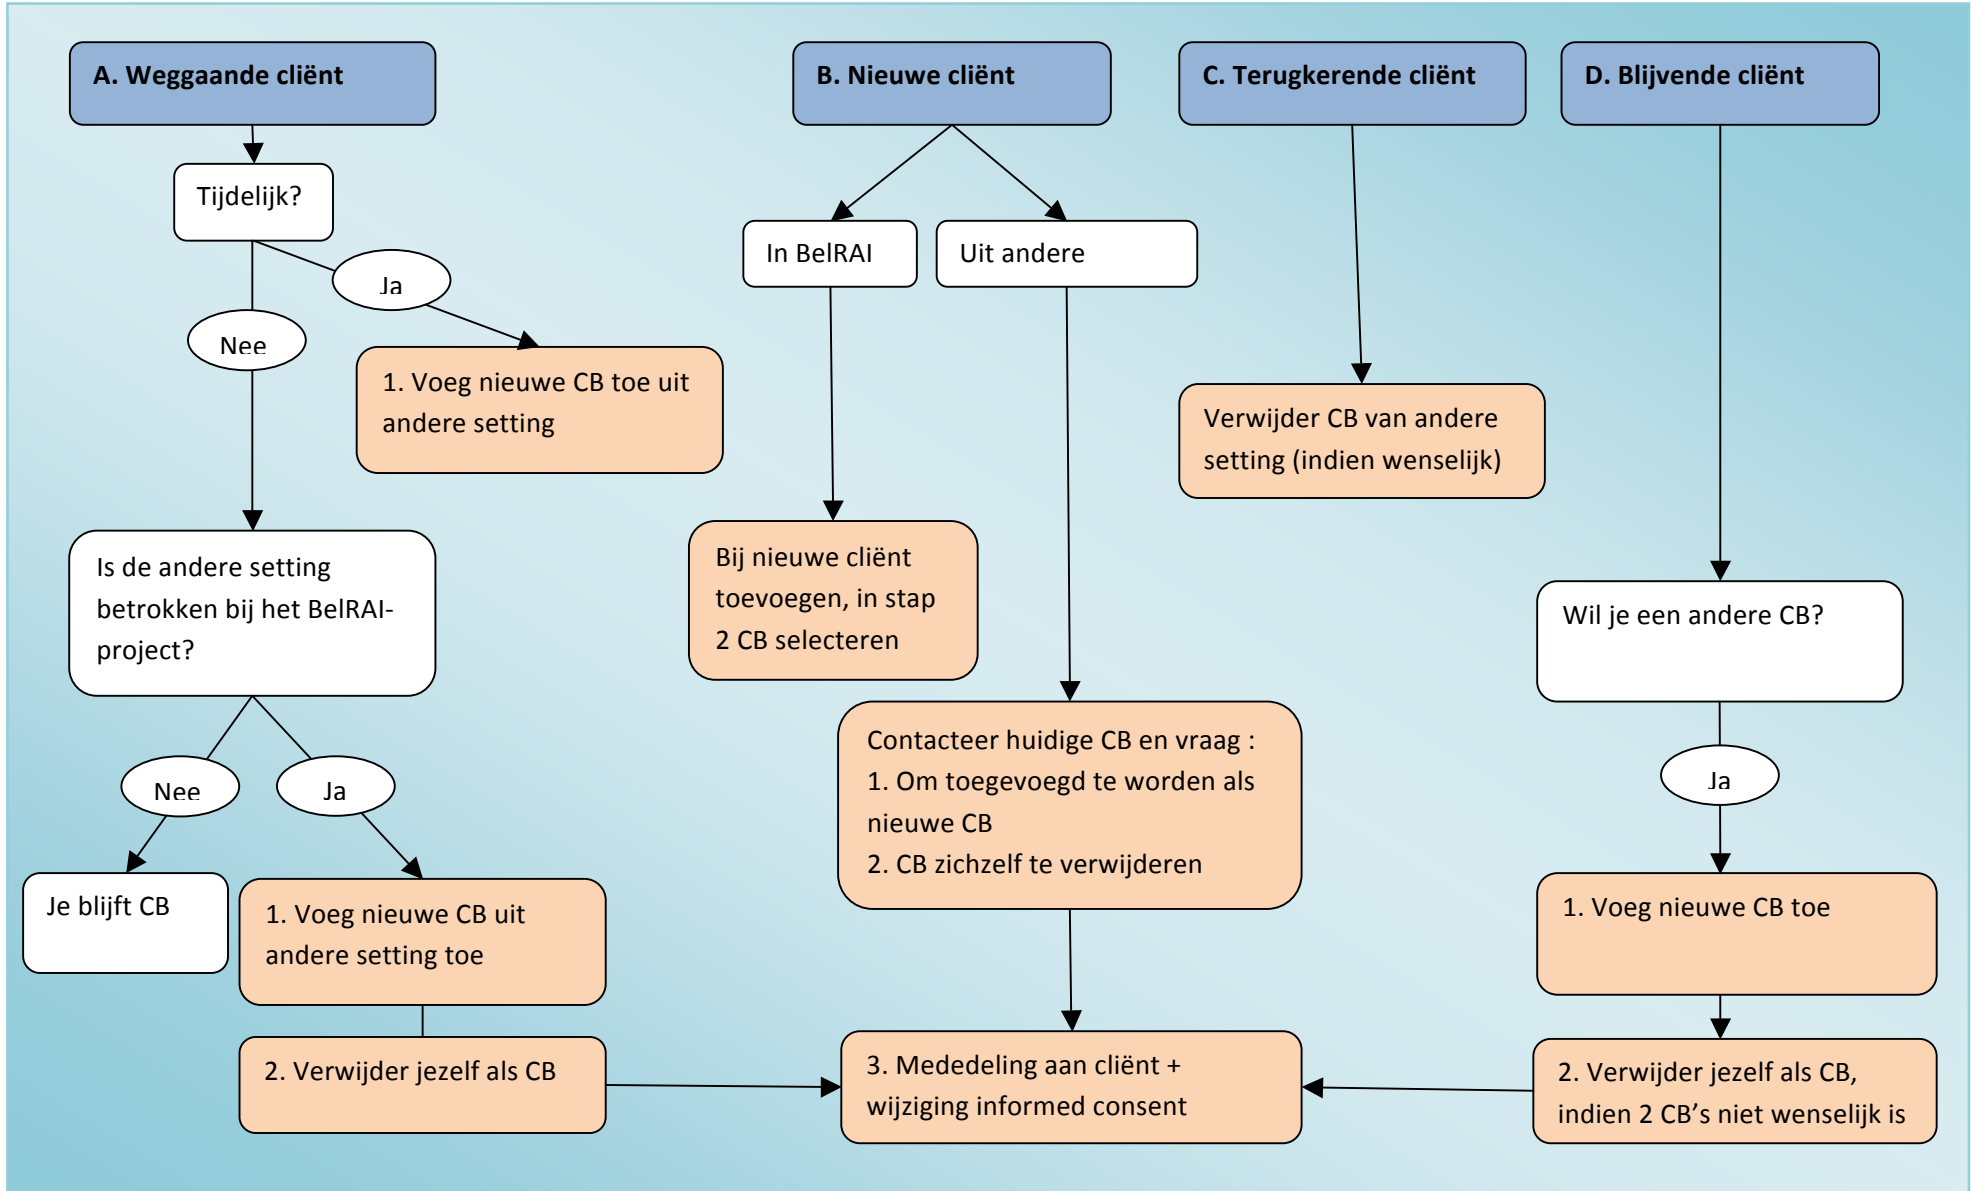 A. Weggaande cliënt
Tijdelijk?
Ja
Nee
1. Voeg nieuwe CB toe uit
andere setting
Is de andere setting
betrokken bij het BelRAI-
project?
Nee
Ja
Je blijft CB
1. Voeg nieuwe CB uit
andere setting toe
2. Verwijder jezelf als CB
B. Nieuwe cliënt
In BelRAI
Uit andere
Bij nieuwe cliënt
toevoegen, in stap
2 CB selecteren
Contacteer huidige CB en vraag :
1. Om toegevoegd te worden als
nieuwe CB
2. CB zichzelf te verwijderen
3. Mededeling aan cliënt +
wijziging informed consent
C. Terugkerende cliënt
Verwijder CB van andere
setting (indien wenselijk)
D. Blijvende cliënt
Wil je een andere CB?
Ja
1. Voeg nieuwe CB toe
2. Verwijder jezelf als CB,
indien 2 CB’s niet wenselijk is